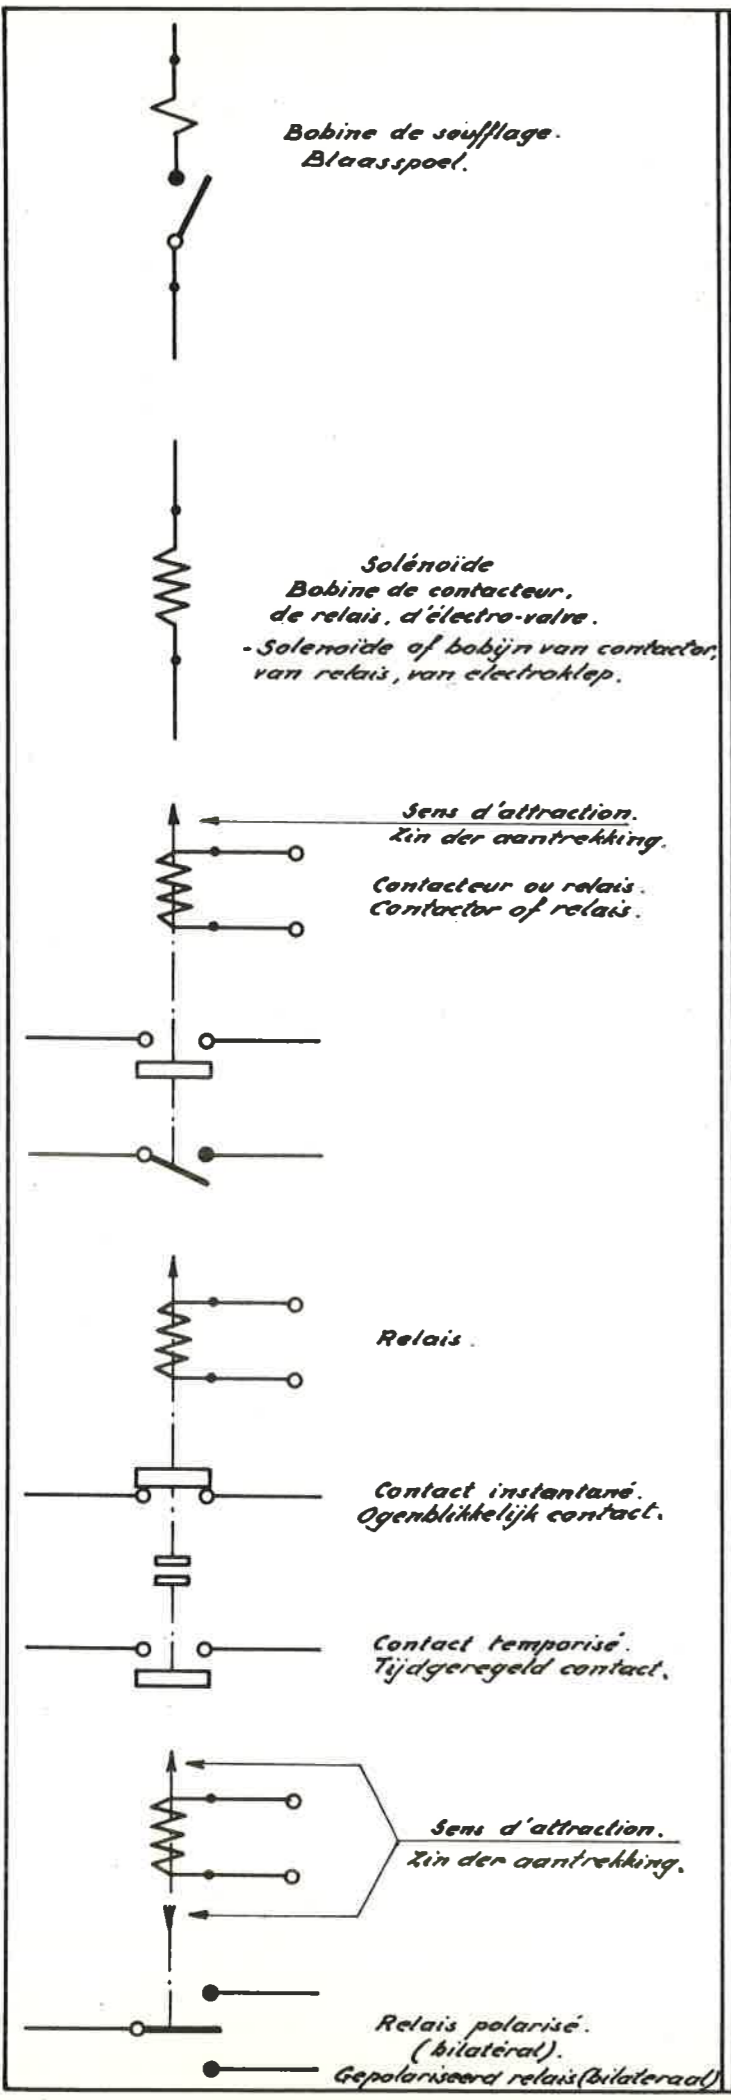 Bobine de soufflage.
Blaasspoel.
Solénoïde
Bobine de contacteur,
de relais, d'électro-valve.
- Solenoïde of bobijn van contactor,
van relais, van electroklep.
Sens d'attraction.
Zin der aantrekking.
Contacteur ou relais.
Contactor of relais.
Relais.
Contact instantané.
Ogenblikkelijk contact.
Contact temporisé.
Tijdgeregeld contact.
Sens d'attraction.
Zin der aantrekking.
Relais polarisé.
(bilatéral).
Gepolariseerd relais (bilateraal)